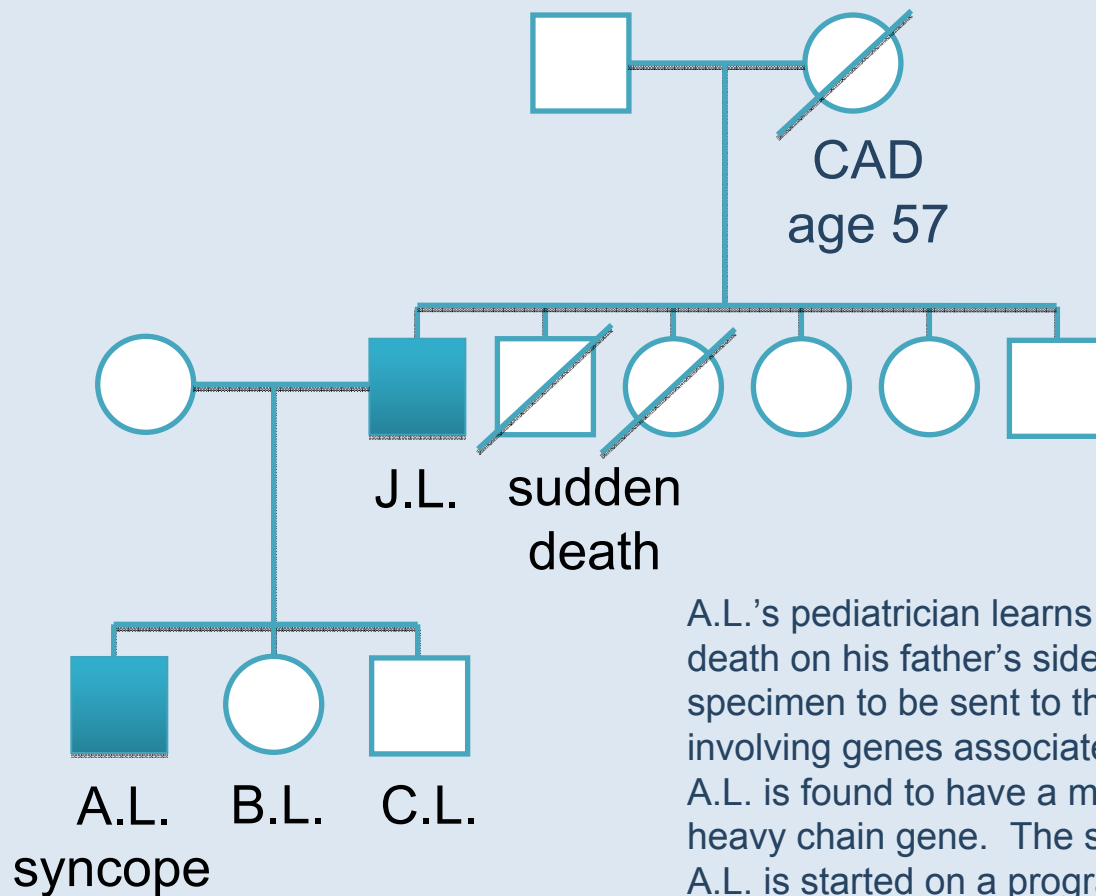 CAD
age 57
J.L.
sudden
death
A.L.
syncope
B.L.
C.L.
A.L.’s pediatrician learns
death on his father’s side
specimen to be sent to th
involving genes associate
A.L. is found to have a m
heavy chain gene. The s
A.L. is started on a progra